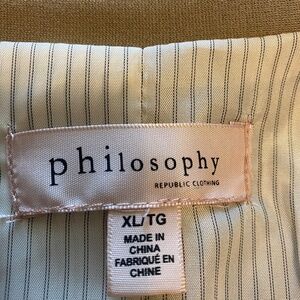 philosophy
REPUBLIC CLOTHING
XL/TG
MADE IN
CHINA
FABRIQUÉ EN
CHINE